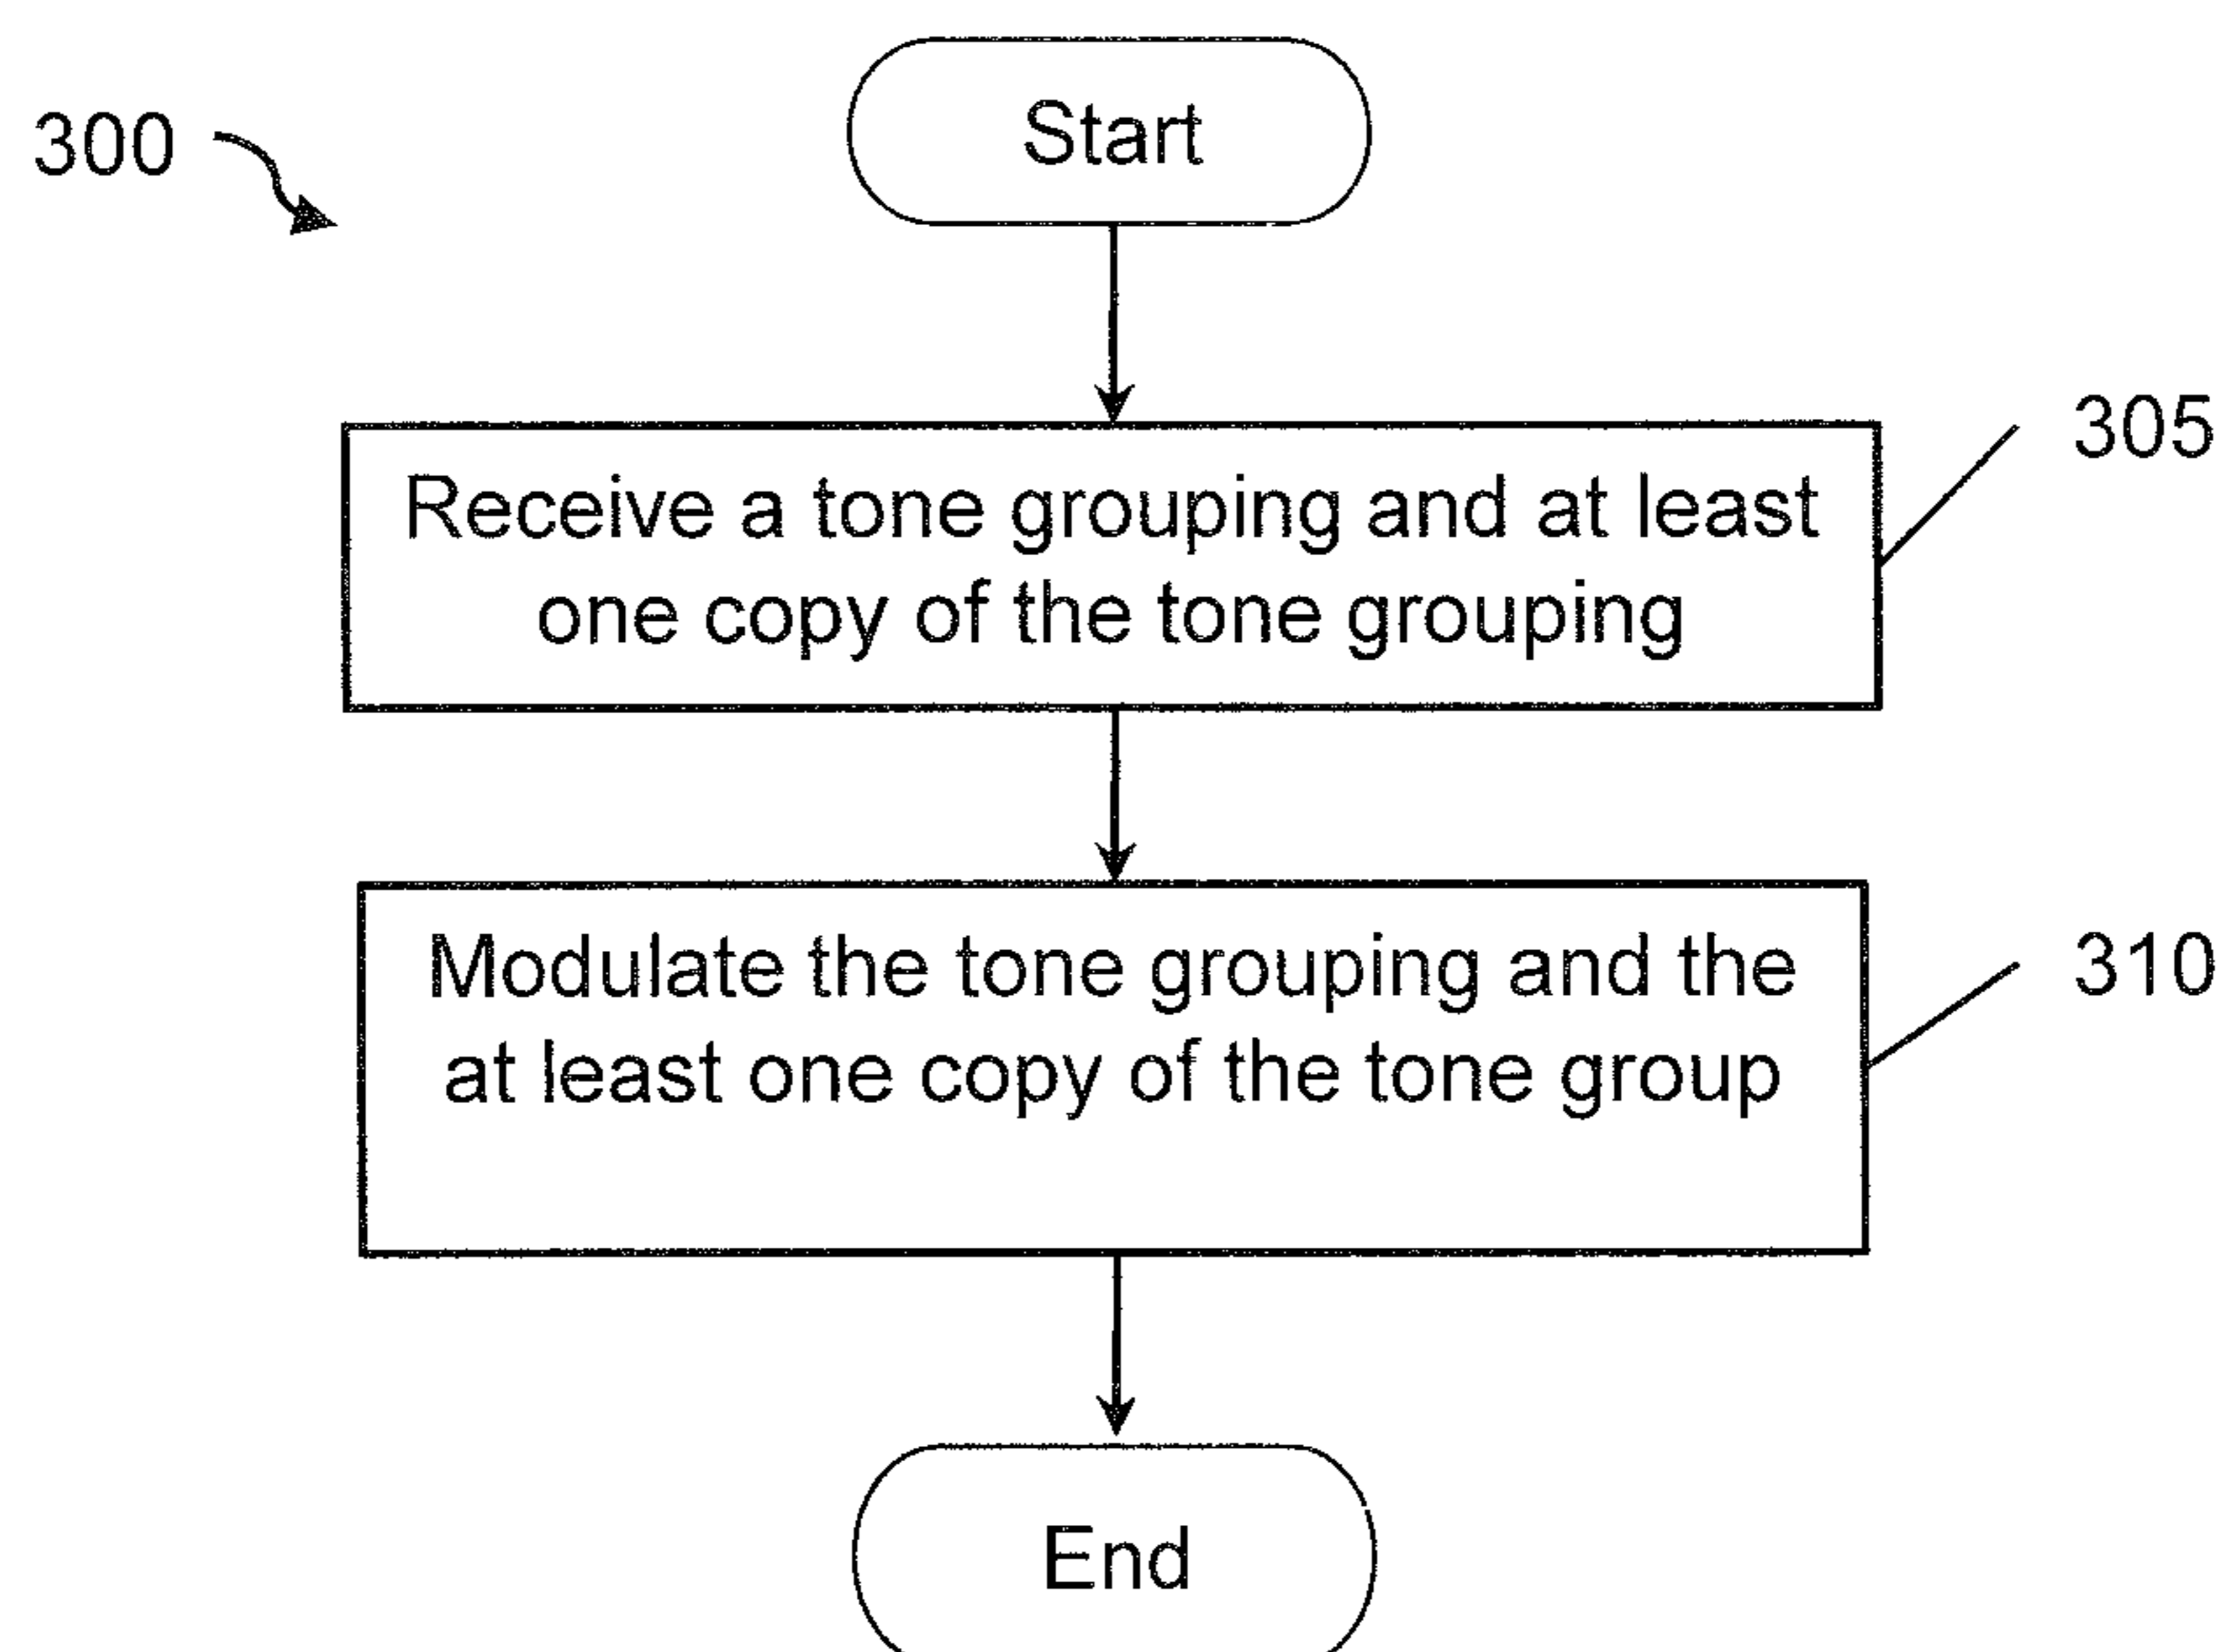 Start
300
305
Receive a tone grouping and at least
one copy of the tone grouping
310
Modulate the tone grouping and the
at least one copy of the tone group
End